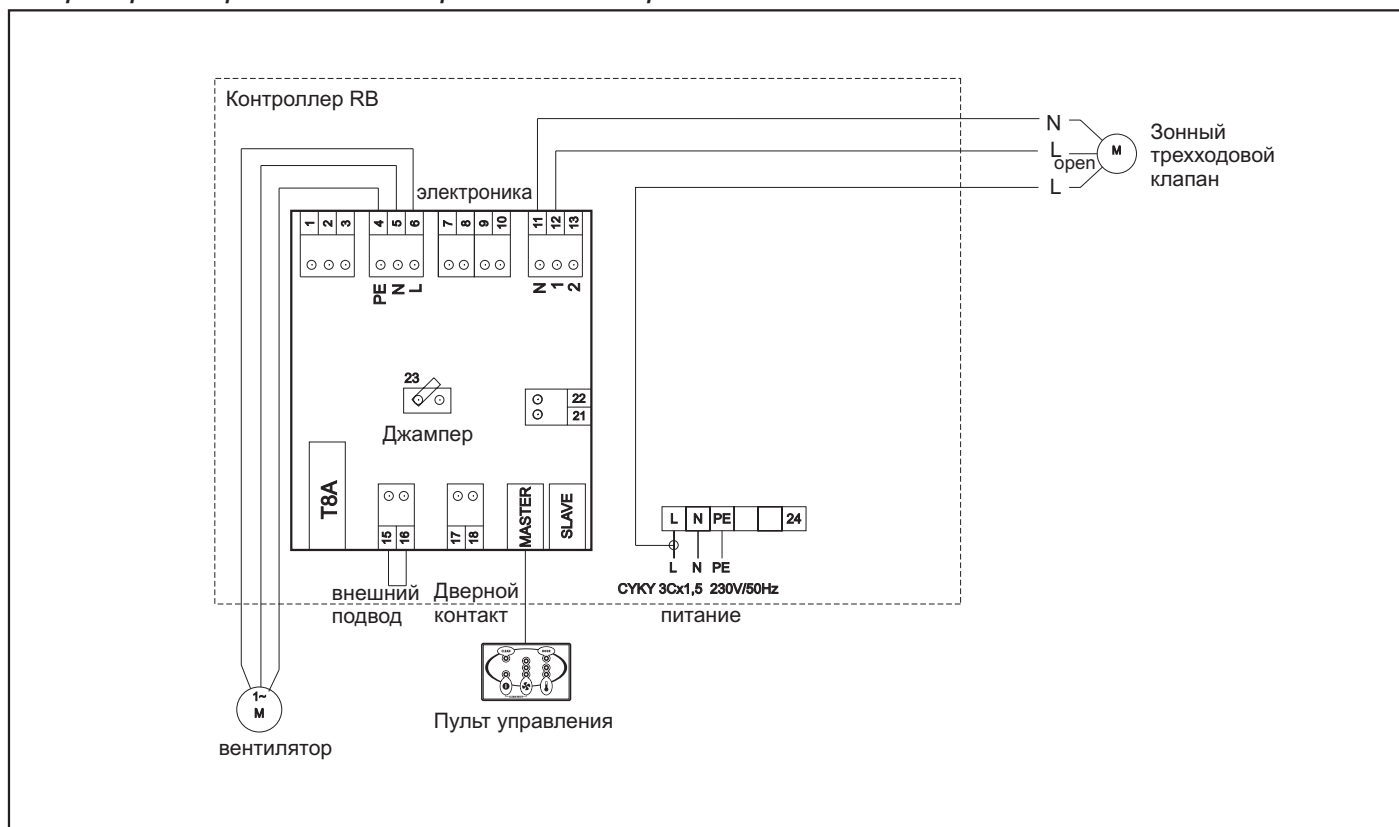 Контроллер RB
N
L
open
L
M
Зонный
трехходовой
клапан
электроника
1 2 3 4 5 6 7 8 9 10 11 12 13
PE N L
N 1 2
23
Джампер
22
21
T8A
15 16
17 18
MASTER
SLAVE
L N PE 24
L N PE
CYKY 3Cx1,5 230V/50Hz
питание
внешний
подвод
Дверной
контакт
Пульт управления
1~
M
вентилятор